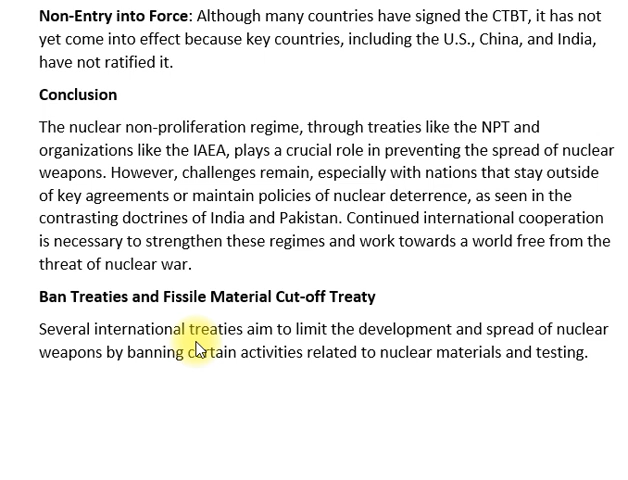 Non-Entry into Force: Although many countries have signed the CTBT, it has not
yet come into effect because key countries, including the U.S., China, and India,
have not ratified it.
Conclusion
The nuclear non-proliferation regime, through treaties like the NPT and
organizations like the IAEA, plays a crucial role in preventing the spread of nuclear
weapons. However, challenges remain, especially with nations that stay outside
of key agreements or maintain policies of nuclear deterrence, as seen in the
contrasting doctrines of India and Pakistan. Continued international cooperation
is necessary to strengthen these regimes and work towards a world free from the
threat of nuclear war.
Ban Treaties and Fissile Material Cut-off Treaty
Several international treaties aim to limit the development and spread of nuclear
weapons by banning certain activities related to nuclear materials and testing.